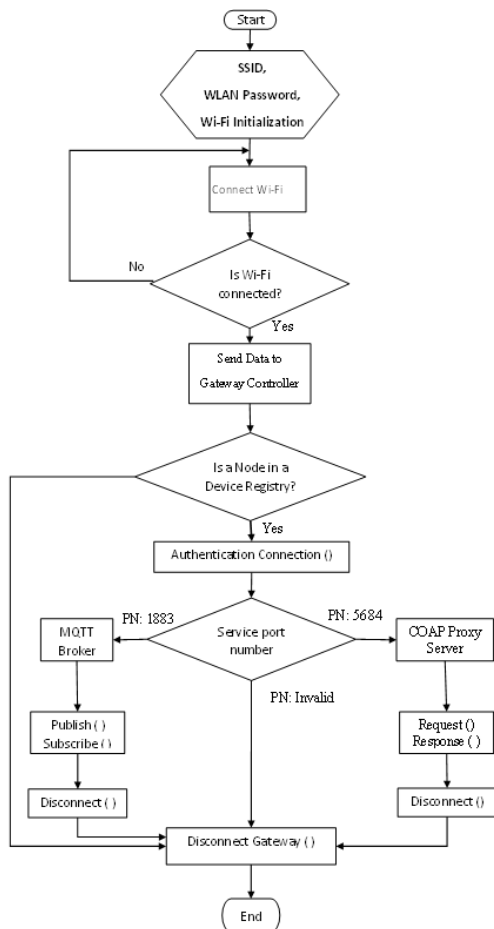 Start
SSID,
WLAN Password,
Wi-Fi Initialization
Connect Wi-Fi
No
Is Wi-Fi
connected?
Yes
Send Data to
Gateway Controller
Is a Node in a
Device Registry?
Yes
Authentication Connection ()
PN: 1883
PN: 5684
MQTT
Broker
Service port
number
COAP Proxy
Server
PN: Invalid
Publish ( )
Subscribe ( )
Request ()
Response ( )
Disconnect ( )
Disconnect ()
Disconnect Gateway ( )
End